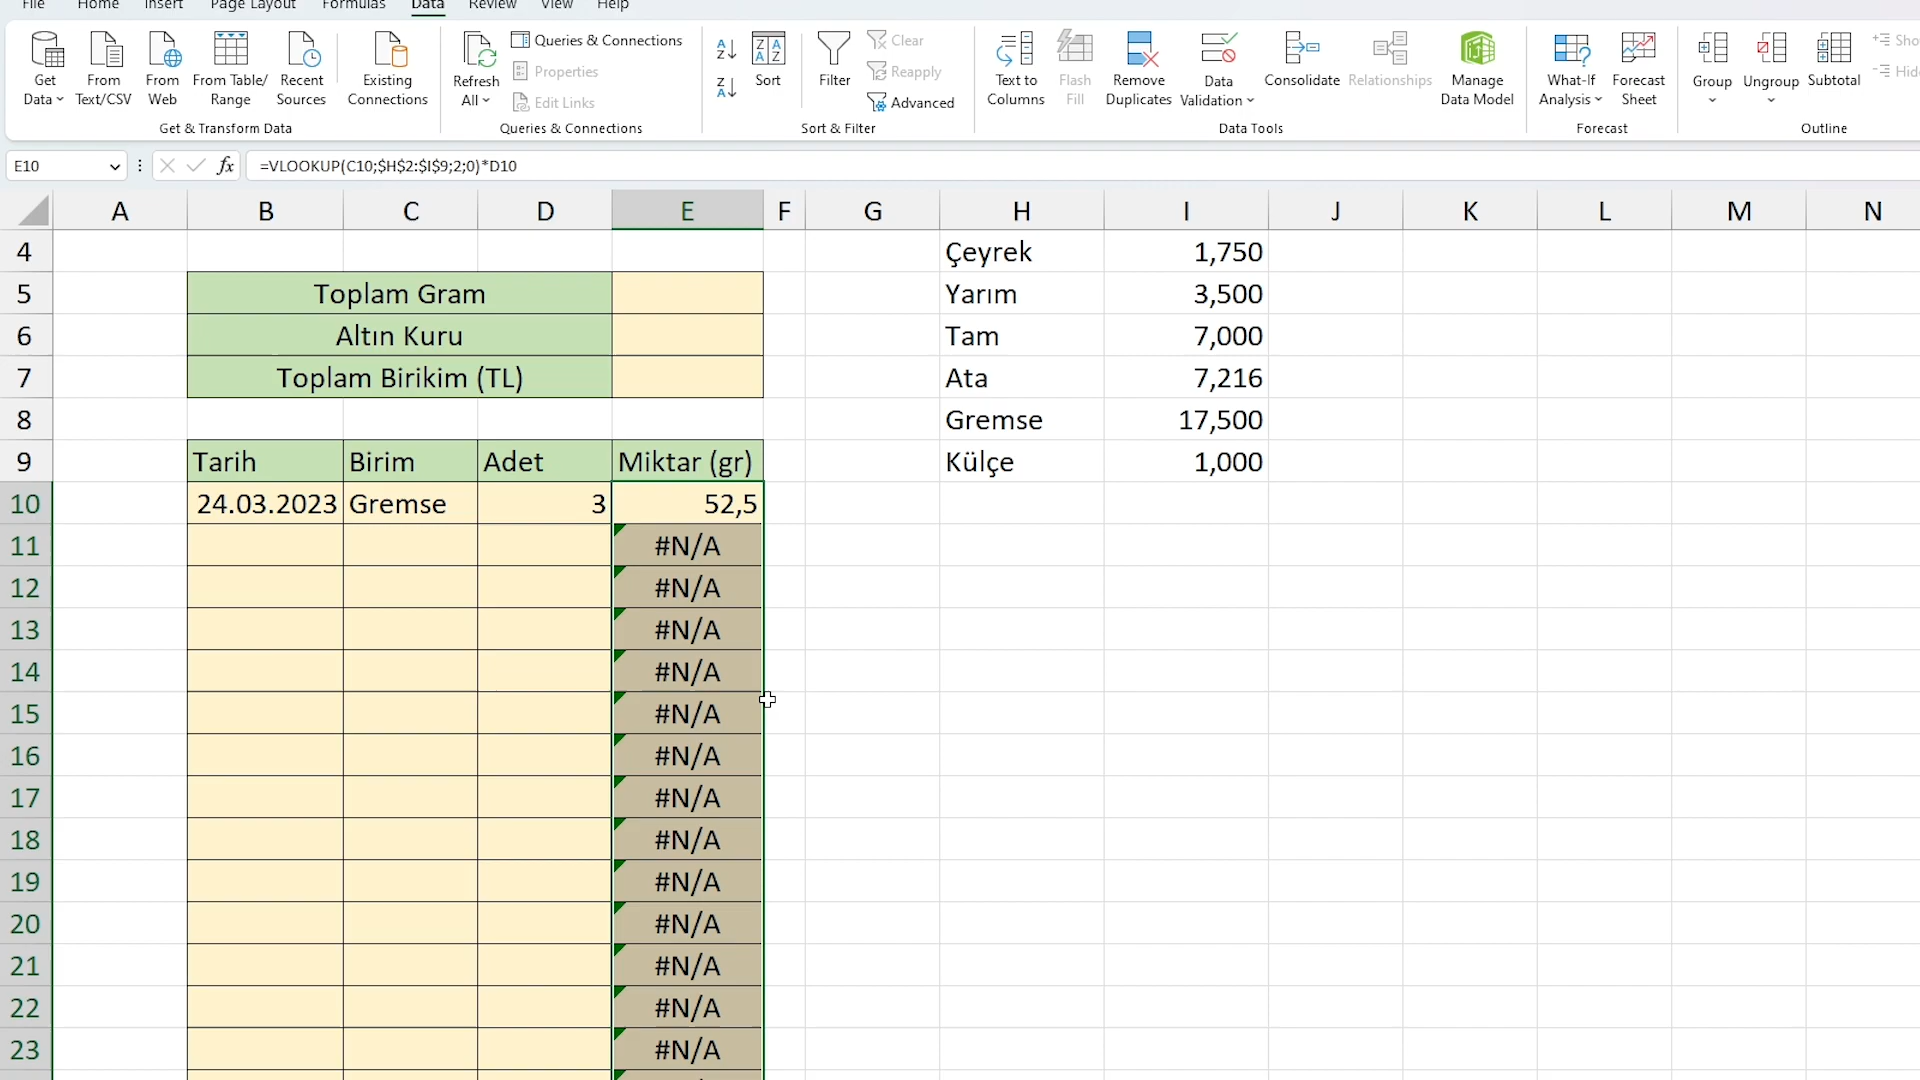 File Home Insert Page Layout Formulas Data Review View Help
Get Data From Text/CSV From Web From Table/ Range Recent Sources Existing Connections
Get & Transform Data
Refresh All Queries & Connections
Properties
Edit Links
Queries & Connections
Sort Filter Clear
Reapply
Advanced
Sort & Filter
Text to Columns Flash Fill Remove Duplicates Data Validation Consolidate Relationships Manage Data Model
Data Tools
What-If Analysis Forecast Sheet
Forecast
Group Ungroup Subtotal
Outline
E10 fx =VLOOKUP(C10;$H$2:$I$9;2;0)*D10
A B C D E F G H I J K L M N
4 Çeyrek 1,750
5 Toplam Gram Yarım 3,500
6 Altın Kuru Tam 7,000
7 Toplam Birikim (TL) Ata 7,216
8 Gremse 17,500
9 Tarih Birim Adet Miktar (gr) Külçe 1,000
10 24.03.2023 Gremse 3 52,5
11 #N/A
12 #N/A
13 #N/A
14 #N/A
15 #N/A
16 #N/A
17 #N/A
18 #N/A
19 #N/A
20 #N/A
21 #N/A
22 #N/A
23 #N/A